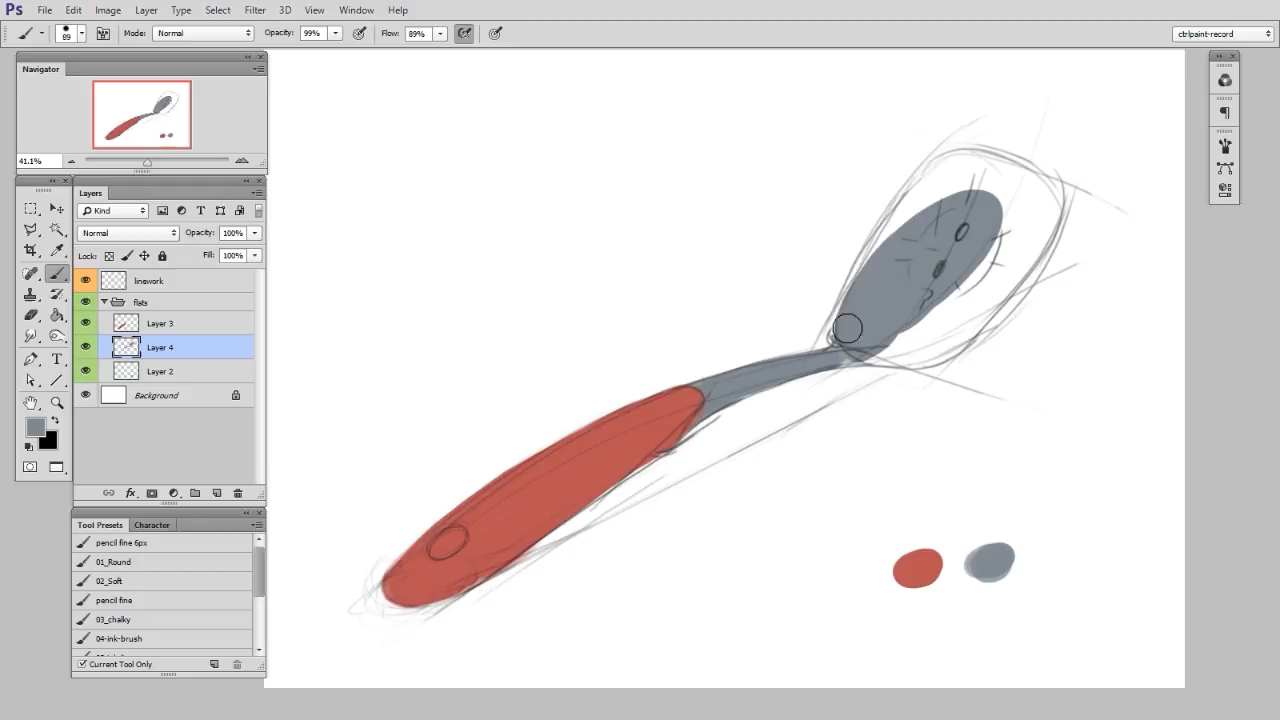 Ps File Edit Image Layer Type Select Filter 3D View Window Help
89 Mode: Normal Opacity: 99% Flow: 89% ctrlpaint-record
Navigator
41.1%
Layers
Kind
Normal Opacity: 100%
Lock: Fill: 100%
linework
flats
Layer 3
Layer 4
Layer 2
Background
fx
Tool Presets Character
pencil fine 6px
01_Round
02_Soft
pencil fine
03_chalky
04-ink-brush
Current Tool Only